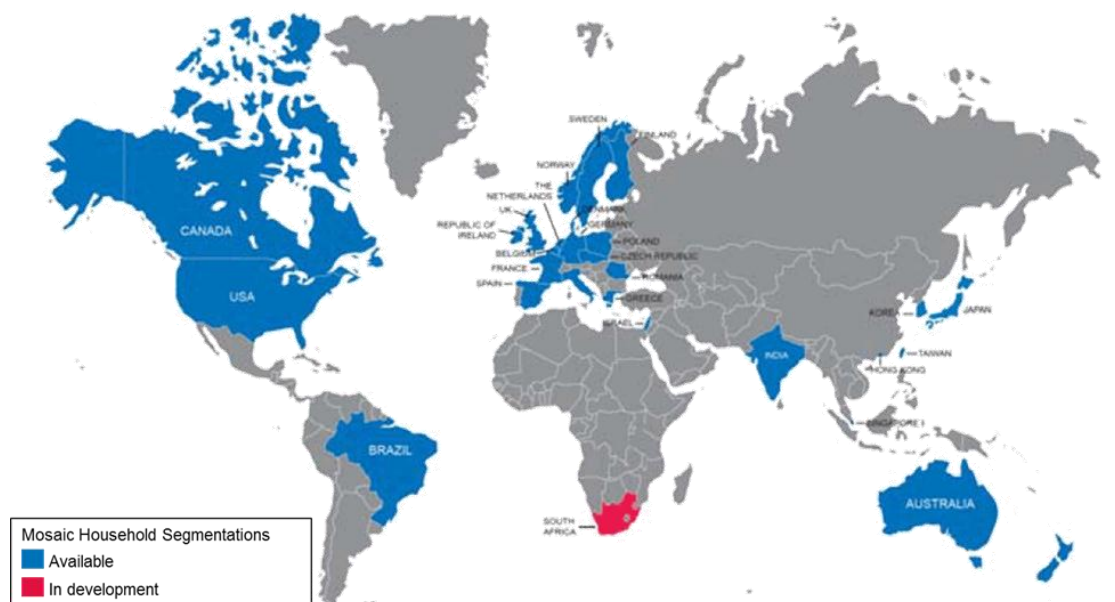 SWEDEN
FINLAND
NORWAY
THE
NETHERLANDS
UK
DENMARK
GERMANY
REPUBLIC OF
IRELAND
CANADA
POLAND
BELGIUM
CZECH REPUBLIC
FRANCE
ROMANIA
SPAIN
USA
GREECE
KOREA
JAPAN
ISRAEL
INDIA
TAIWAN
HONG KONG
SINGAPORE
BRAZIL
AUSTRALIA
SOUTH
AFRICA
Mosaic Household Segmentations
Available
In development